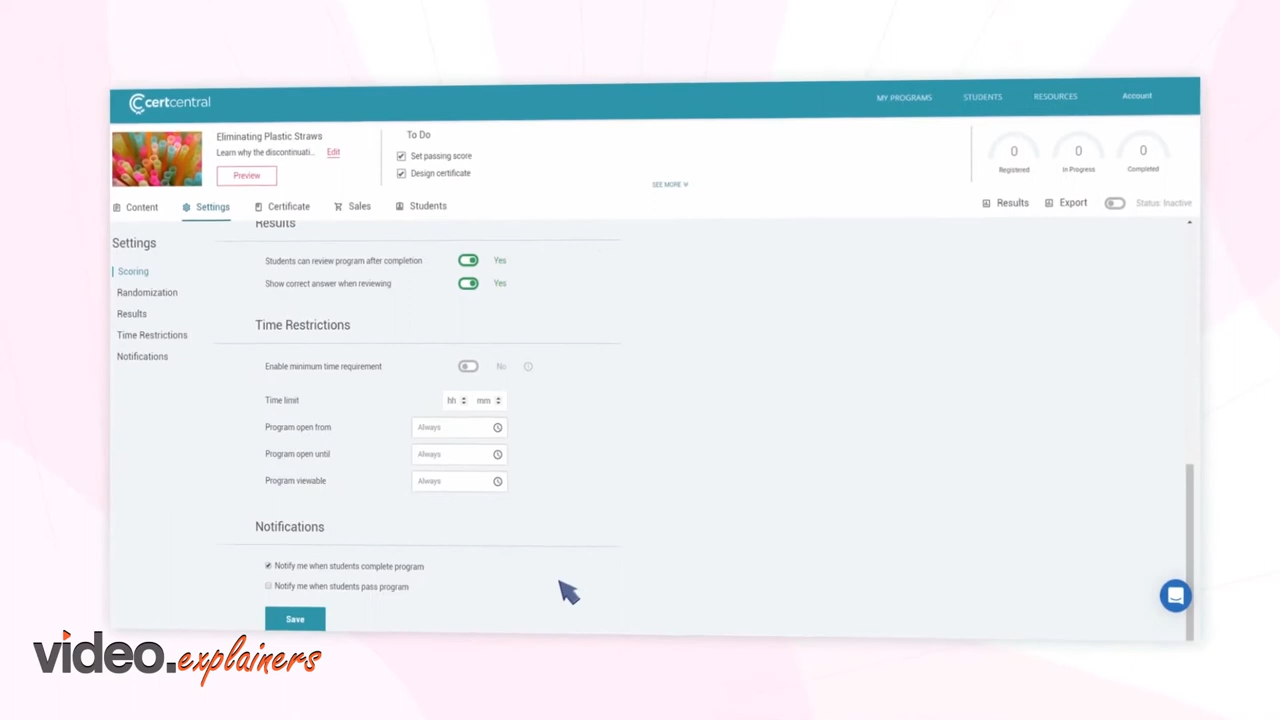 certcentral
MY PROGRAMS STUDENTS RESOURCES Account
Eliminating Plastic Straws
Learn why the discontinuati.. Edit
Preview
To Do
Set passing score
Design certificate
SEE MORE
0 0 0
Registered In Progress Completed
Content Settings Certificate Sales Students Results Export Status: Inactive
Settings
Scoring
Randomization
Results
Time Restrictions
Notifications
Results
Students can review program after completion Yes
Show correct answer when reviewing Yes
Time Restrictions
Enable minimum time requirement No
Time limit hh mm
Program open from Always
Program open until Always
Program viewable Always
Notifications
Notify me when students complete program
Notify me when students pass program
Save
video.explainers